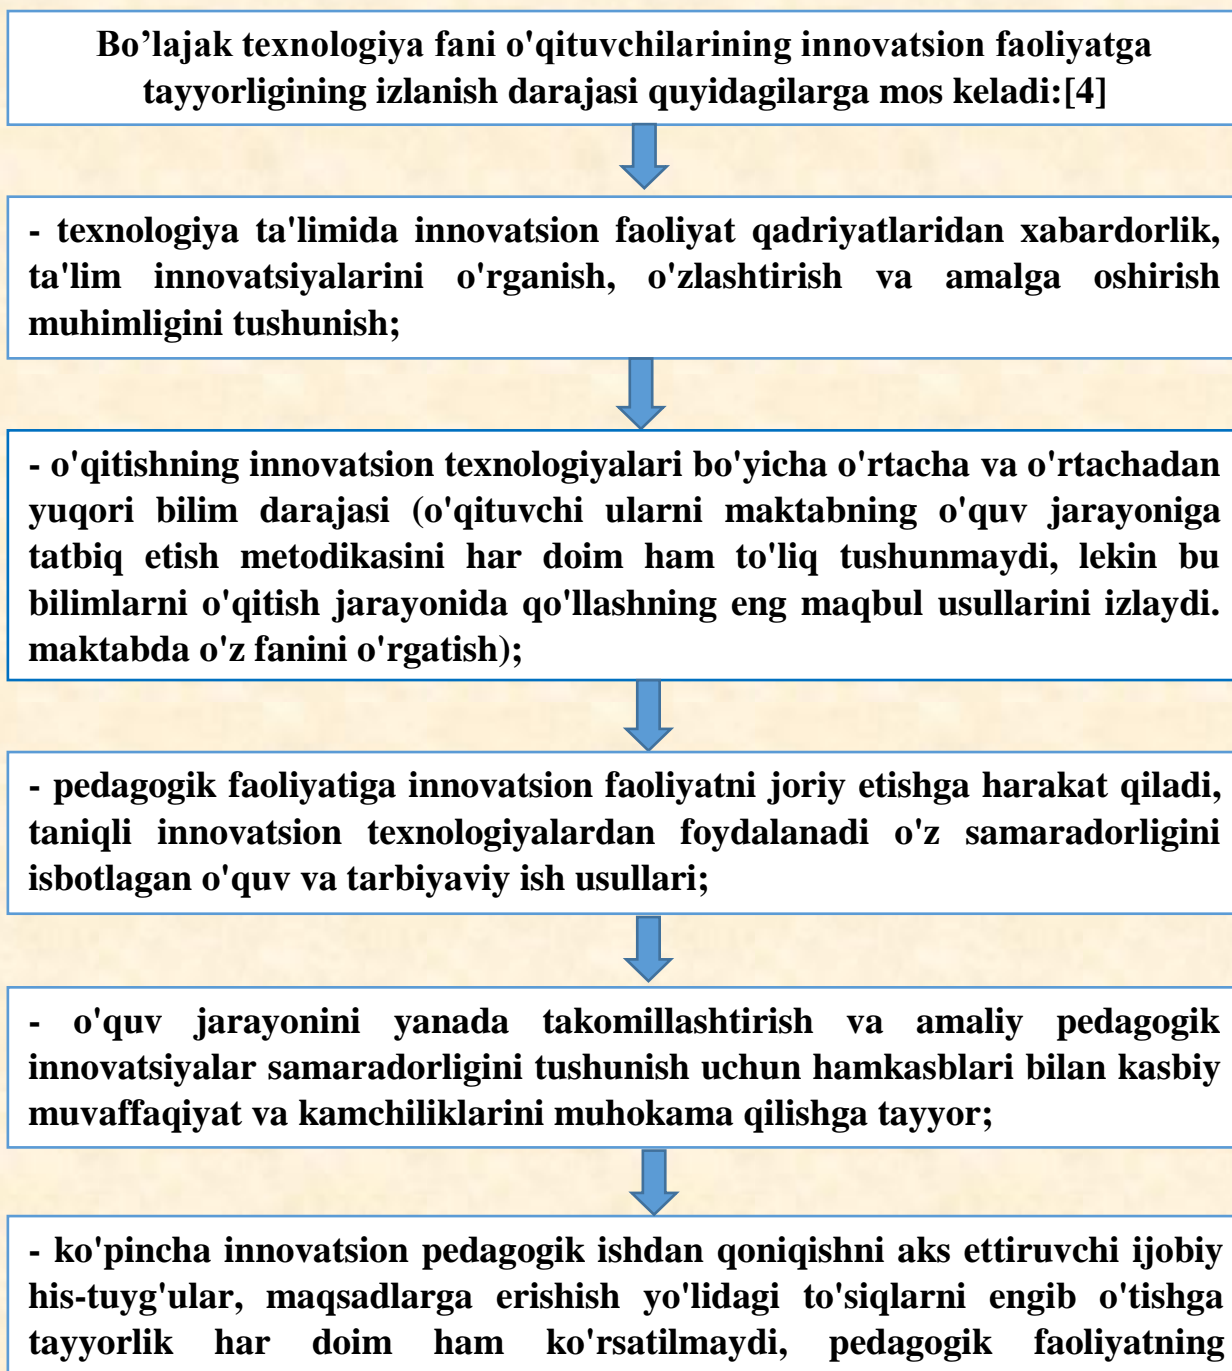 Bo’lajak texnologiya fani o'qituvchilarining innovatsion faoliyatga
tayyorligining izlanish darajasi quyidagilarga mos keladi:[4]
- texnologiya ta'limida innovatsion faoliyat qadriyatlaridan xabardorlik,
ta'lim innovatsiyalarini o'rganish, o'zlashtirish va amalga oshirish
muhimligini tushunish;
- o'qitishning innovatsion texnologiyalari bo'yicha o'rtacha va o'rtachadan
yuqori bilim darajasi (o'qituvchi ularni maktabning o'quv jarayoniga
tatbiq etish metodikasini har doim ham to'liq tushunmaydi, lekin bu
bilimlarni o'qitish jarayonida qo'llashning eng maqbul usullarini izlaydi.
maktabda o'z fanini o'rgatish);
- pedagogik faoliyatiga innovatsion faoliyatni joriy etishga harakat qiladi,
taniqli innovatsion texnologiyalardan foydalanadi o'z samaradorligini
isbotlagan o'quv va tarbiyaviy ish usullari;
- o'quv jarayonini yanada takomillashtirish va amaliy pedagogik
innovatsiyalar samaradorligini tushunish uchun hamkasblari bilan kasbiy
muvaffaqiyat va kamchiliklarini muhokama qilishga tayyor;
- ko'pincha innovatsion pedagogik ishdan qoniqishni aks ettiruvchi ijobiy
his-tuyg'ular, maqsadlarga erishish yo'lidagi to'siqlarni engib o'tishga
tayyorlik har doim ham ko'rsatilmaydi, pedagogik faoliyatning